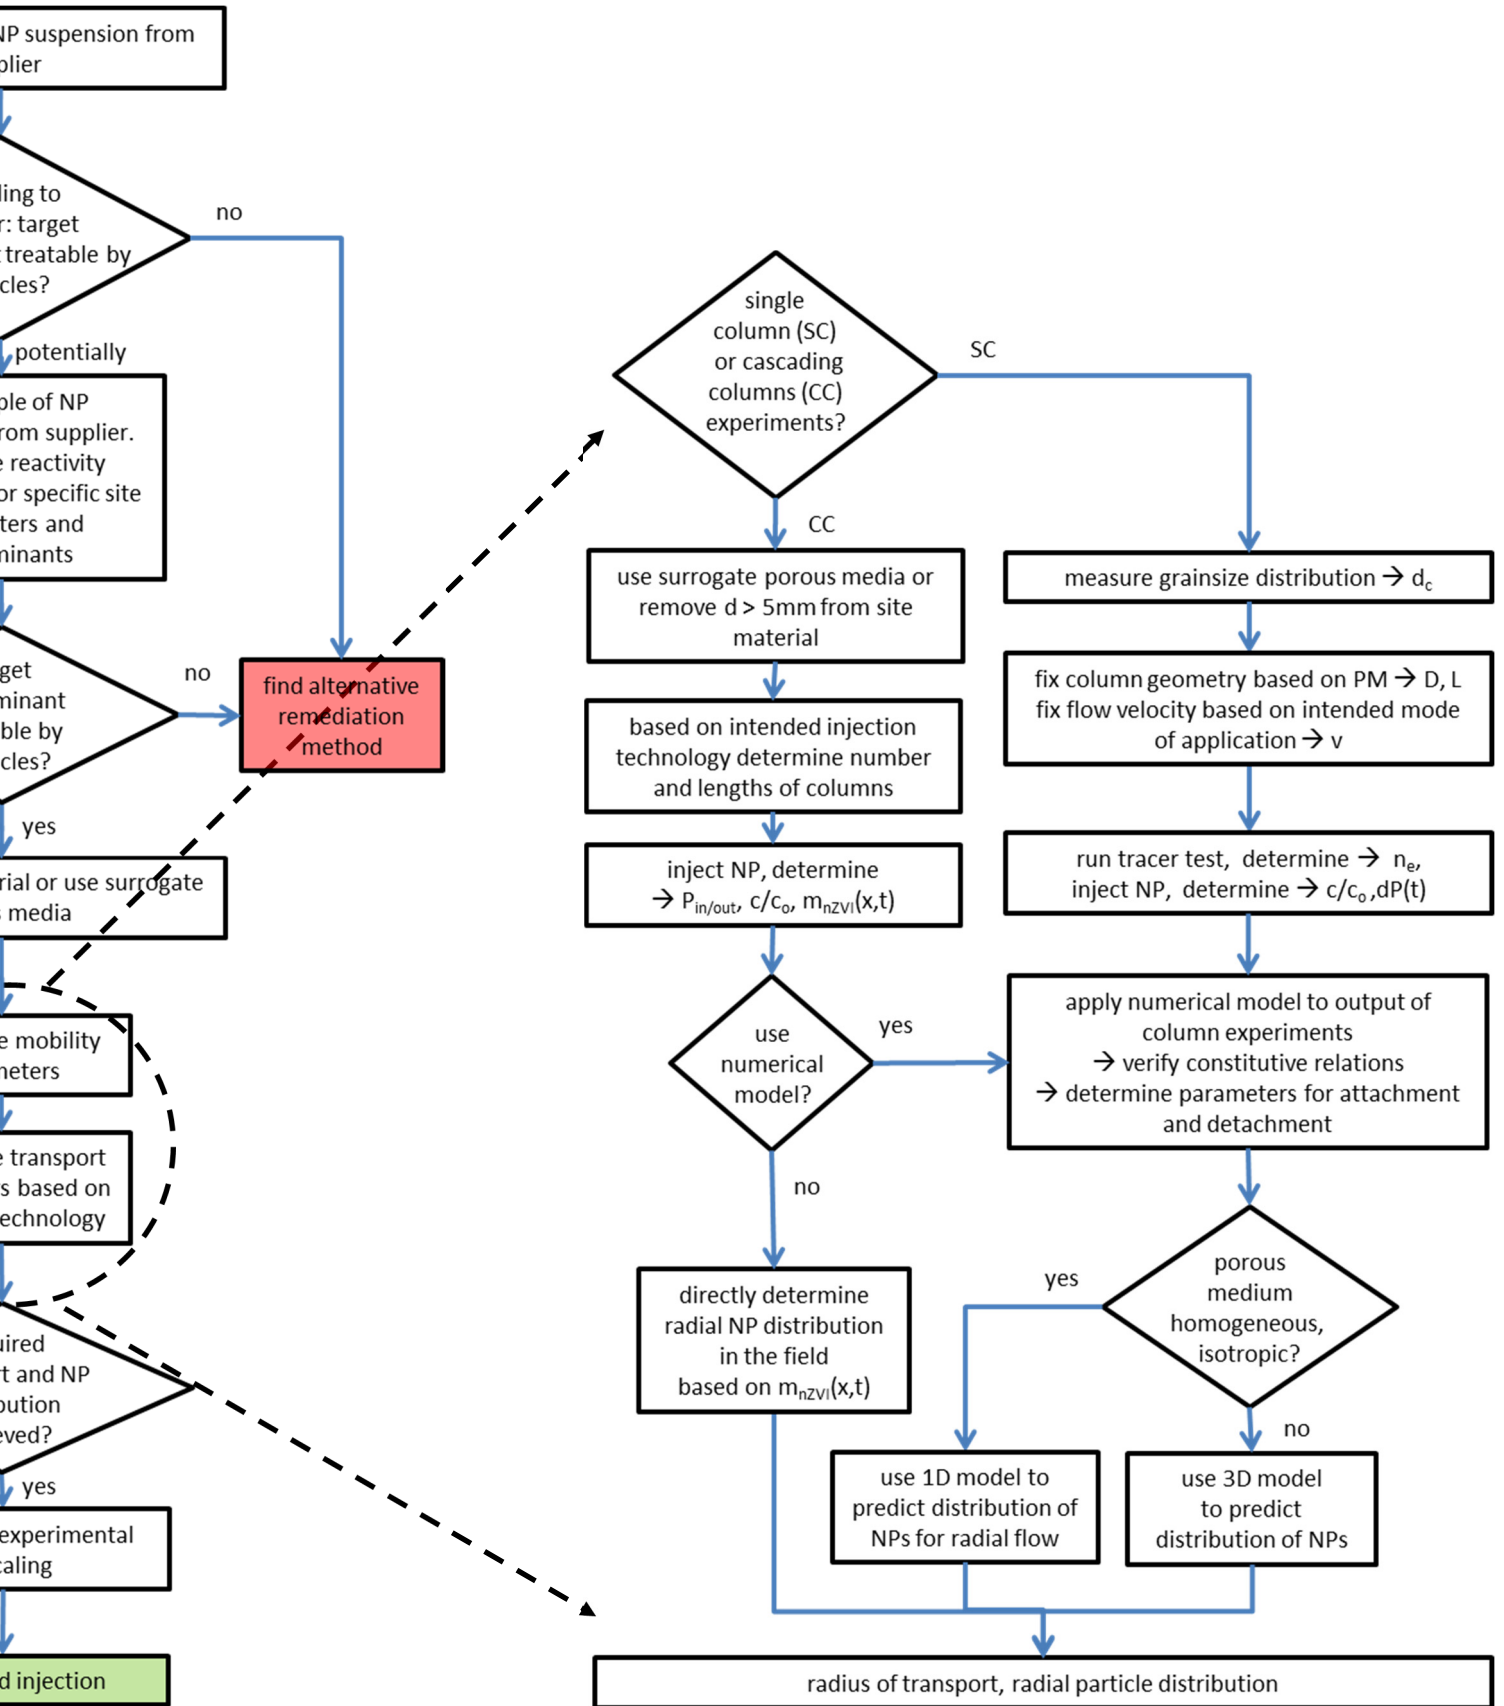 NP suspension from
plier
ling to
r: target
t treatable by
cles?
no
potentially
ple of NP
from supplier.
e reactivity
or specific site
ters and
minants
get
minant
ble by
cles?
no
find alternative
remediation
method
yes
rial or use surrogate
s media
e mobility
meters
e transport
rs based on
technology
uired
rt and NP
bution
eved?
yes
experimental
caling
d injection
single
column (SC)
or cascading
columns (CC)
experiments?
SC
CC
use surrogate porous media or
remove d > 5mm from site
material
based on intended injection
technology determine number
and lengths of columns
inject NP, determine
→ Pin/out, c/co, mnZVI(x,t)
use
numerical
model?
yes
no
directly determine
radial NP distribution
in the field
based on mnZVI(x,t)
measure grainsize distribution → dc
fix column geometry based on PM → D, L
fix flow velocity based on intended mode
of application → v
run tracer test, determine → ne,
inject NP, determine → c/co ,dP(t)
apply numerical model to output of
column experiments
→ verify constitutive relations
→ determine parameters for attachment
and detachment
porous
medium
homogeneous,
isotropic?
yes
no
use 1D model to
predict distribution of
NPs for radial flow
use 3D model
to predict
distribution of NPs
radius of transport, radial particle distribution